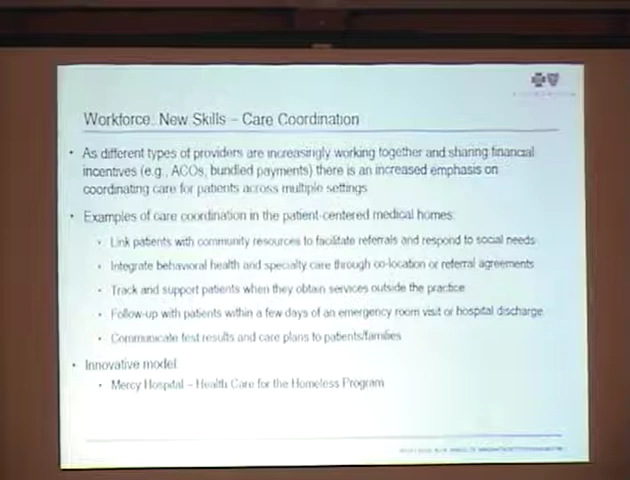 Workforce: New Skills – Care Coordination
• As different types of providers are increasingly working together and sharing financial
incentives (e.g., ACOs, bundled payments) there is an increased emphasis on
coordinating care for patients across multiple settings
• Examples of care coordination in the patient-centered medical homes:
• Link patients with community resources to facilitate referrals and respond to social needs
• Integrate behavioral health and specialty care through co-location or referral agreements
• Track and support patients when they obtain services outside the practice
• Follow-up with patients within a few days of an emergency room visit or hospital discharge
• Communicate test results and care plans to patients/families
• Innovative model:
• Mercy Hospital – Health Care for the Homeless Program